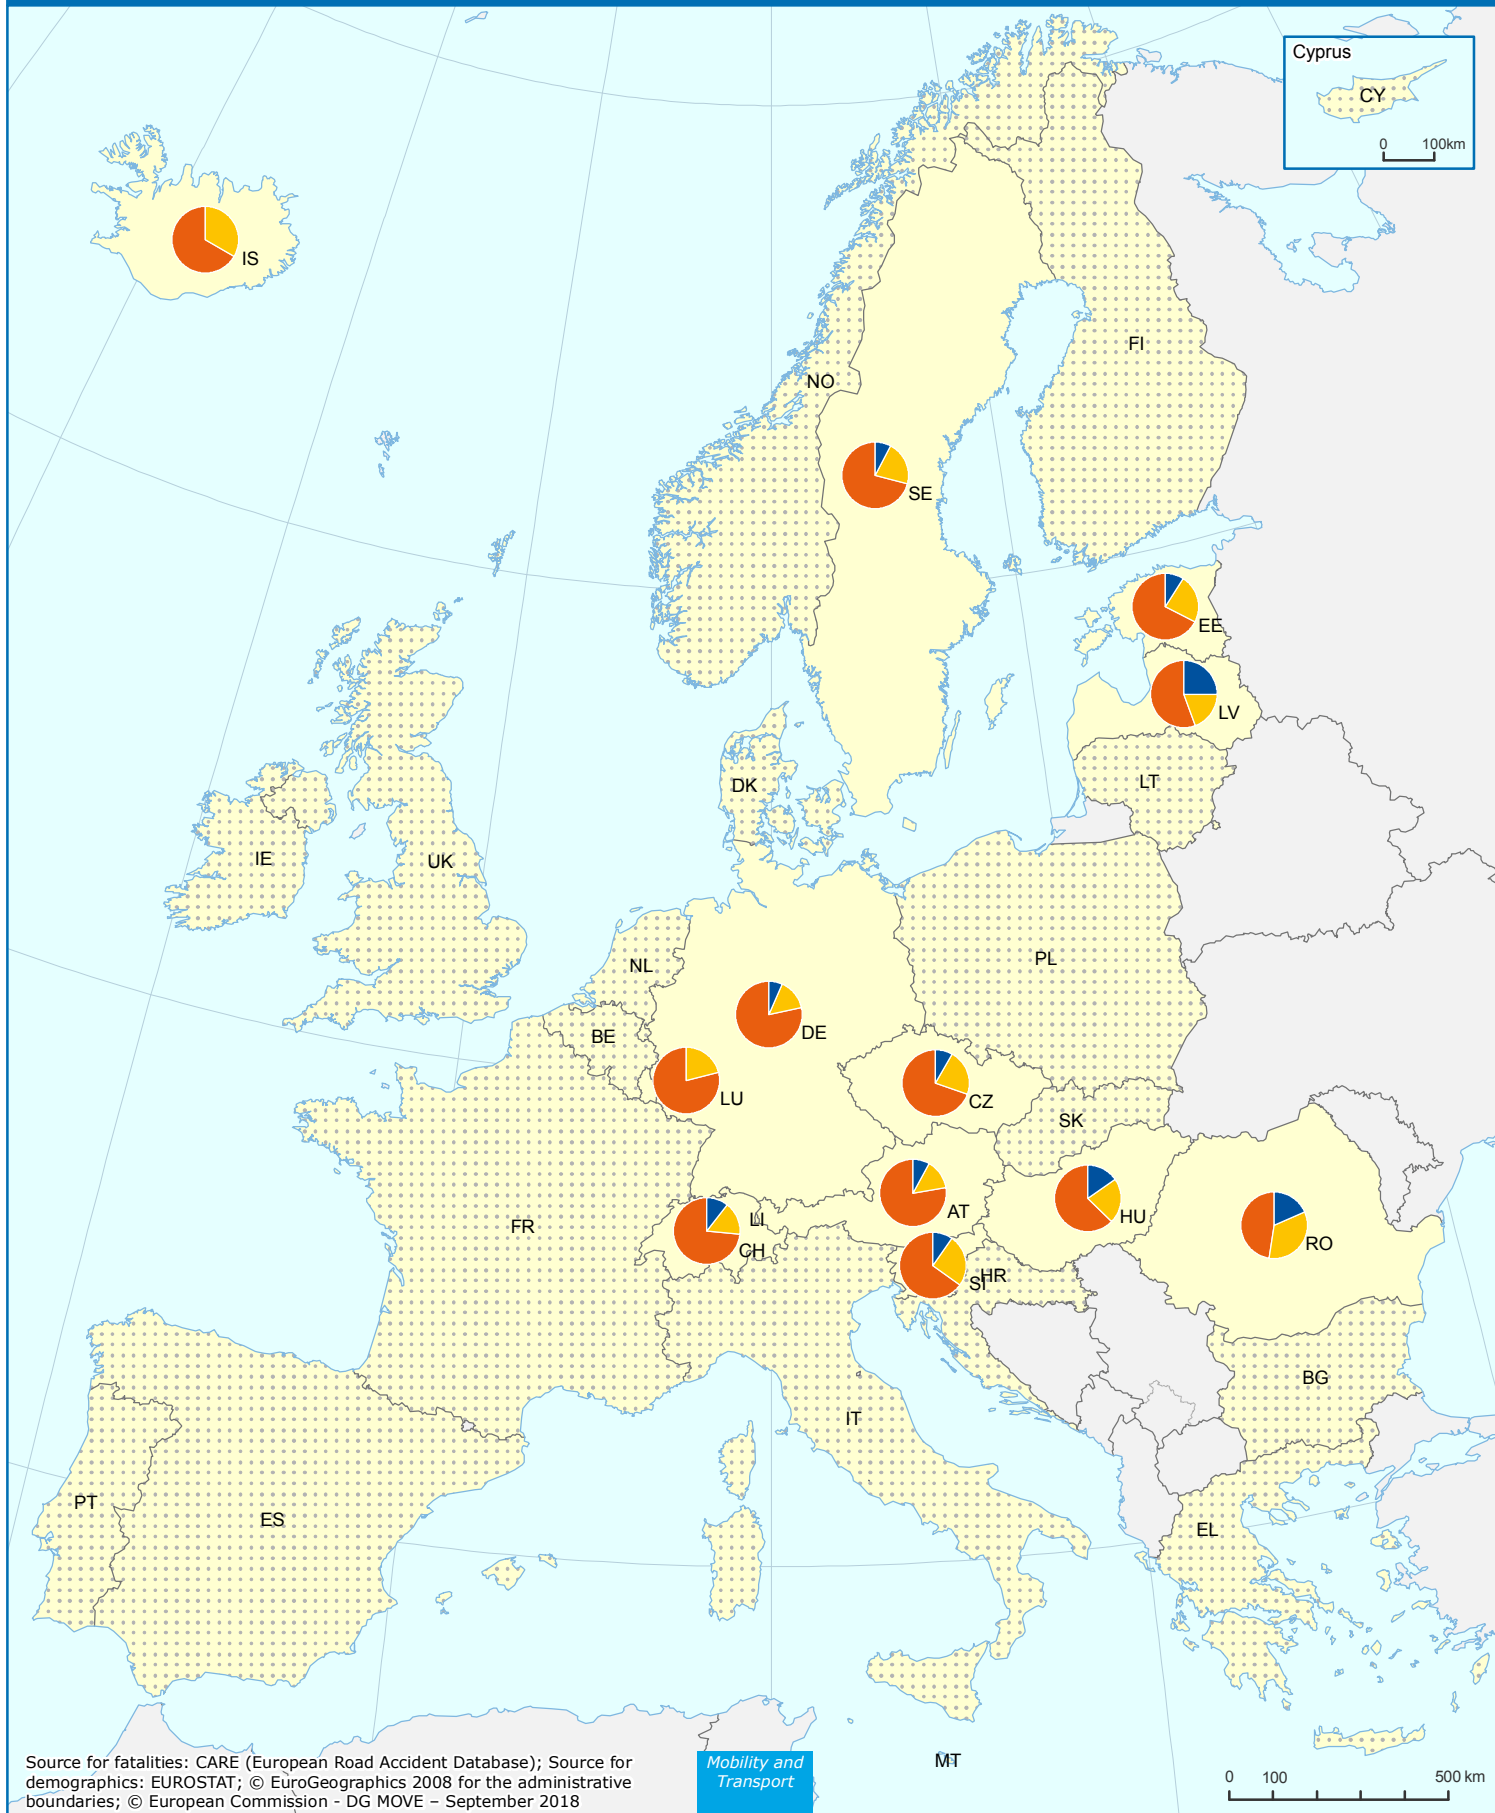 Cyprus
CY
0 100km
IS
FI
NO
SE
EE
LV
LT
DK
IE
UK
NL
PL
BE
DE
LU
CZ
SK
AT
HU
LI
FR
CH
RO
SI
HR
BG
IT
PT
ES
EL
MT
Source for fatalities: CARE (European Road Accident Database); Source for
demographics: EUROSTAT; © EuroGeographics 2008 for the administrative
boundaries; © European Commission - DG MOVE – September 2018
Mobility and
Transport
0 100 500 km